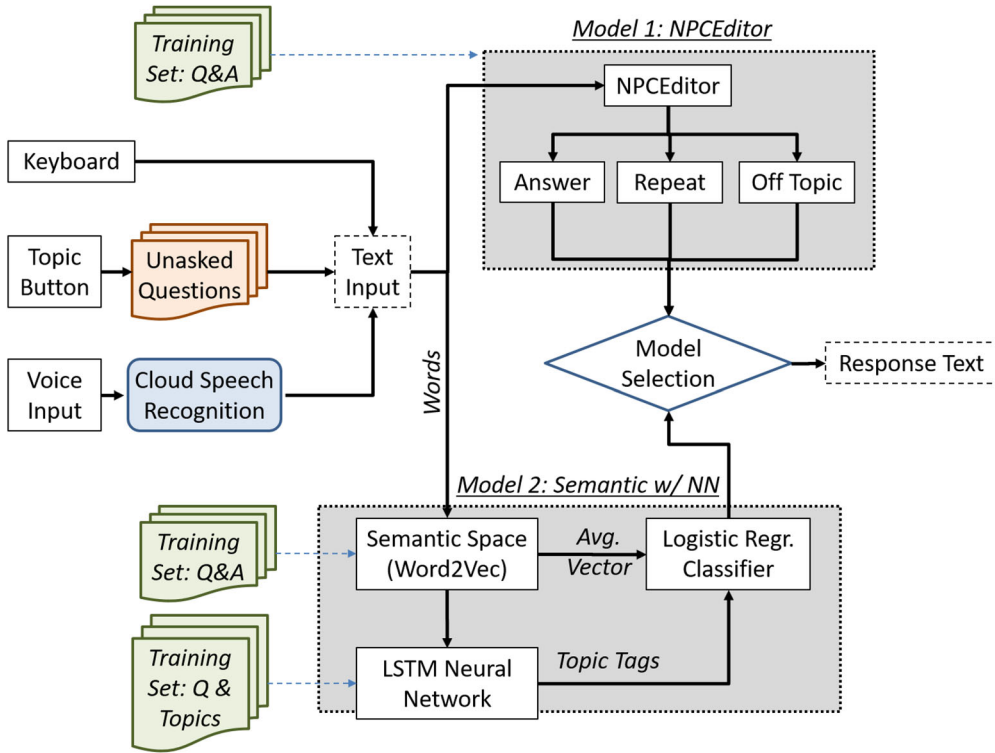 Training
Set: Q&A
Model 1: NPCEditor
NPCEditor
Answer
Repeat
Off Topic
Keyboard
Topic
Button
Unasked
Questions
Text
Input
Voice
Input
Cloud Speech
Recognition
Words
Model
Selection
Response Text
Model 2: Semantic w/ NN
Training
Set: Q&A
Semantic Space
(Word2Vec)
Avg.
Vector
Logistic Regr.
Classifier
Training
Set: Q &
Topics
LSTM Neural
Network
Topic Tags